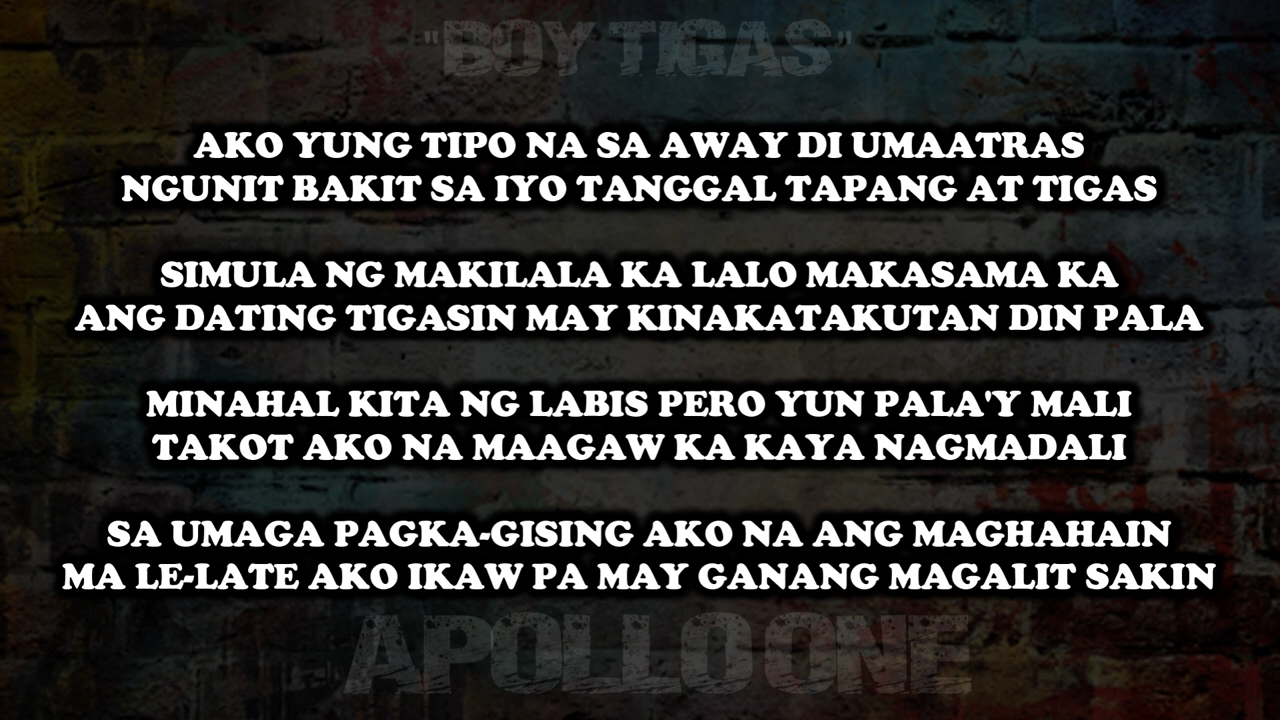 "BOY TIGAS"
AKO YUNG TIPO NA SA AWAY DI UMAATRAS
NGUNIT BAKIT SA IYO TANGGAL TAPANG AT TIGAS
SIMULA NG MAKILALA KA LALO MAKASAMA KA
ANG DATING TIGASIN MAY KINAKATAKUTAN DIN PALA
MINAHAL KITA NG LABIS PERO YUN PALA'Y MALI
TAKOT AKO NA MAAGAW KA KAYA NAGMADALI
SA UMAGA PAGKA-GISING AKO NA ANG MAGHAHAIN
MA LE-LATE AKO IKAW PA MAY GANANG MAGALIT SAKIN
APOLLO ONE